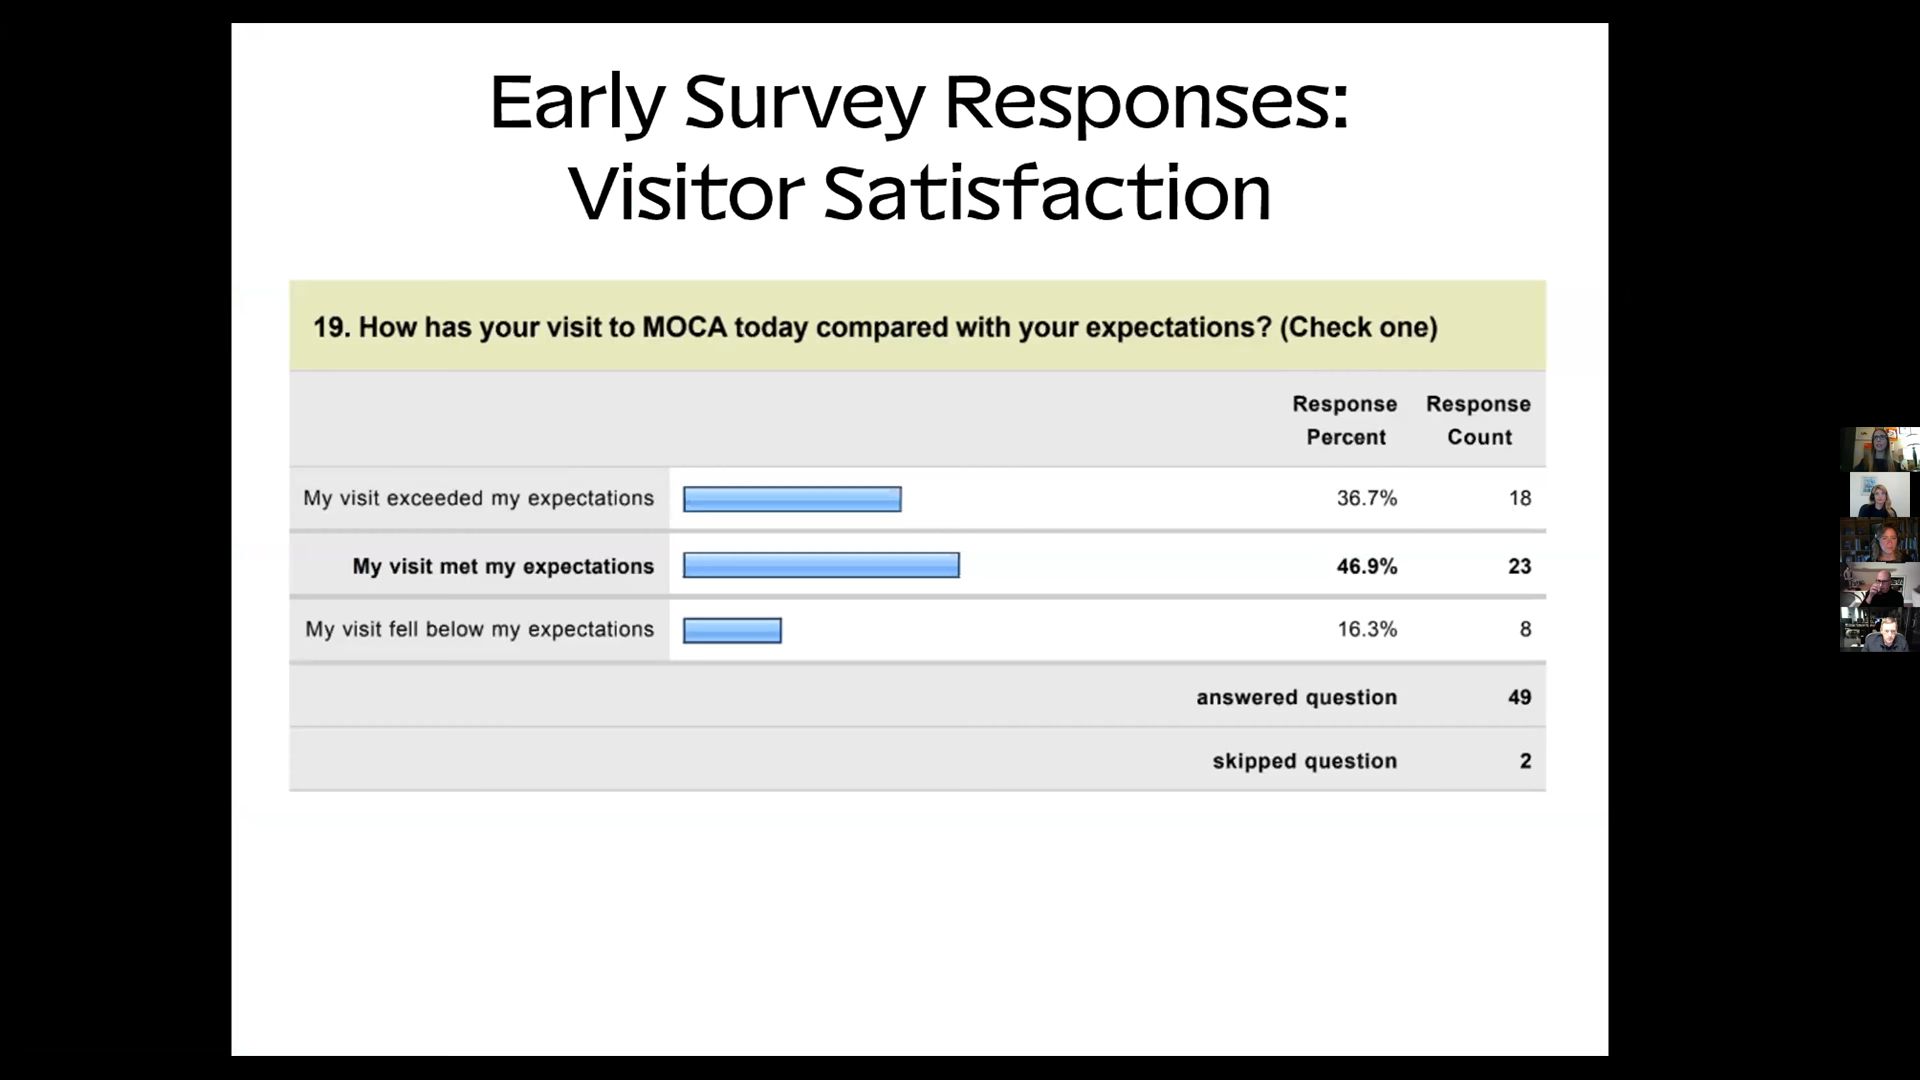 Early Survey Responses:
Visitor Satisfaction
19. How has your visit to MOCA today compared with your expectations? (Check one)
Response Percent Response Count
My visit exceeded my expectations 36.7% 18
My visit met my expectations 46.9% 23
My visit fell below my expectations 16.3% 8
answered question 49
skipped question 2